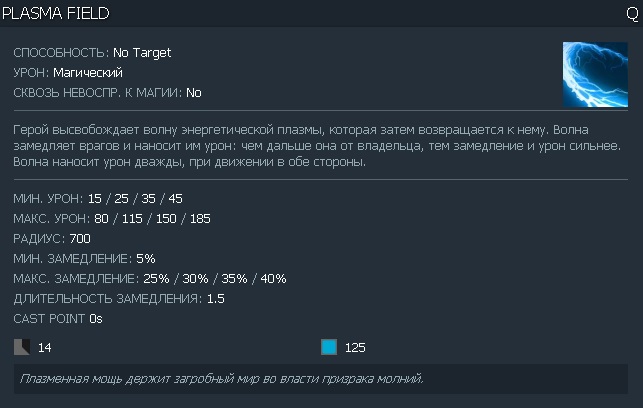 PLASMA FIELD Q
СПОСОБНОСТЬ: No Target
УРОН: Магический
СКВОЗЬ НЕВОСПР. К МАГИИ: No
Герой высвобождает волну энергетической плазмы, которая затем возвращается к нему. Волна
замедляет врагов и наносит им урон: чем дальше она от владельца, тем замедление и урон сильнее.
Волна наносит урон дважды, при движении в обе стороны.
МИН. УРОН: 15 / 25 / 35 / 45
МАКС. УРОН: 80 / 115 / 150 / 185
РАДИУС: 700
МИН. ЗАМЕДЛЕНИЕ: 5%
МАКС. ЗАМЕДЛЕНИЕ: 25% / 30% / 35% / 40%
ДЛИТЕЛЬНОСТЬ ЗАМЕДЛЕНИЯ: 1.5
CAST POINT 0s
14 125
Плазменная мощь держит загробный мир во власти призрака молний.